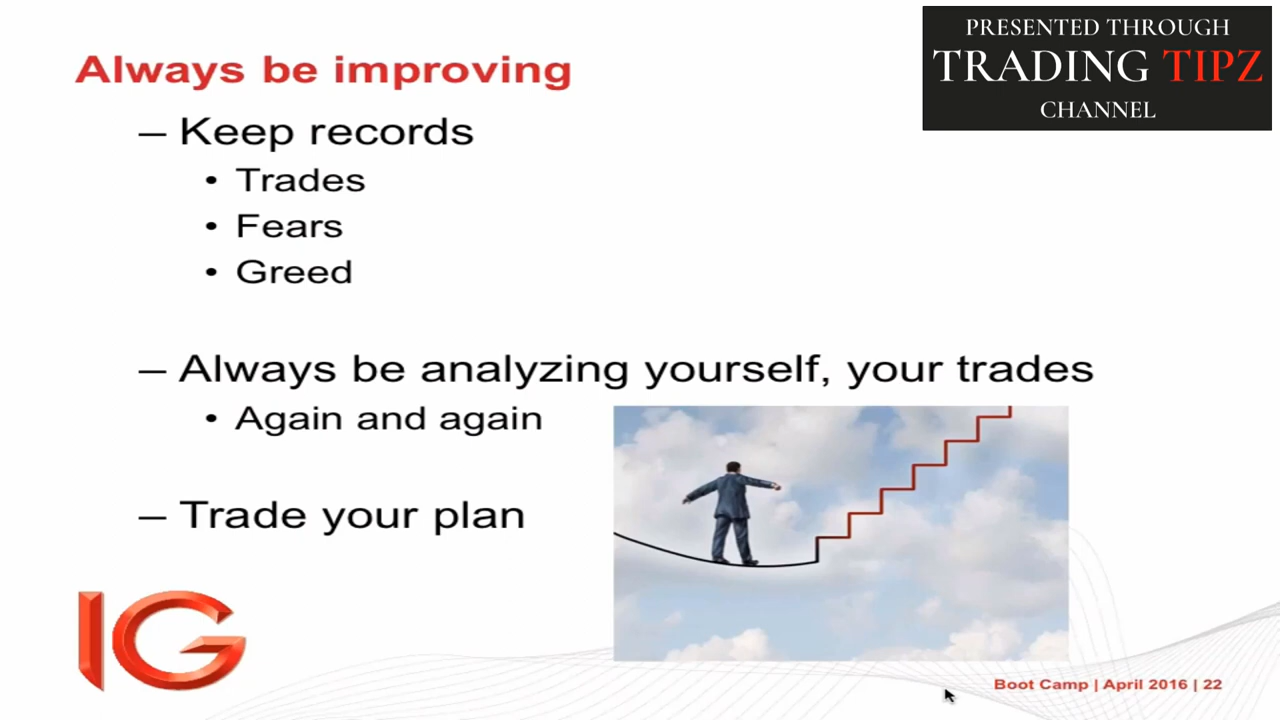 Always be improving
PRESENTED THROUGH
TRADING TIPZ
CHANNEL
– Keep records
• Trades
• Fears
• Greed
– Always be analyzing yourself, your trades
• Again and again
– Trade your plan
IG
Boot Camp | April 2016 | 22